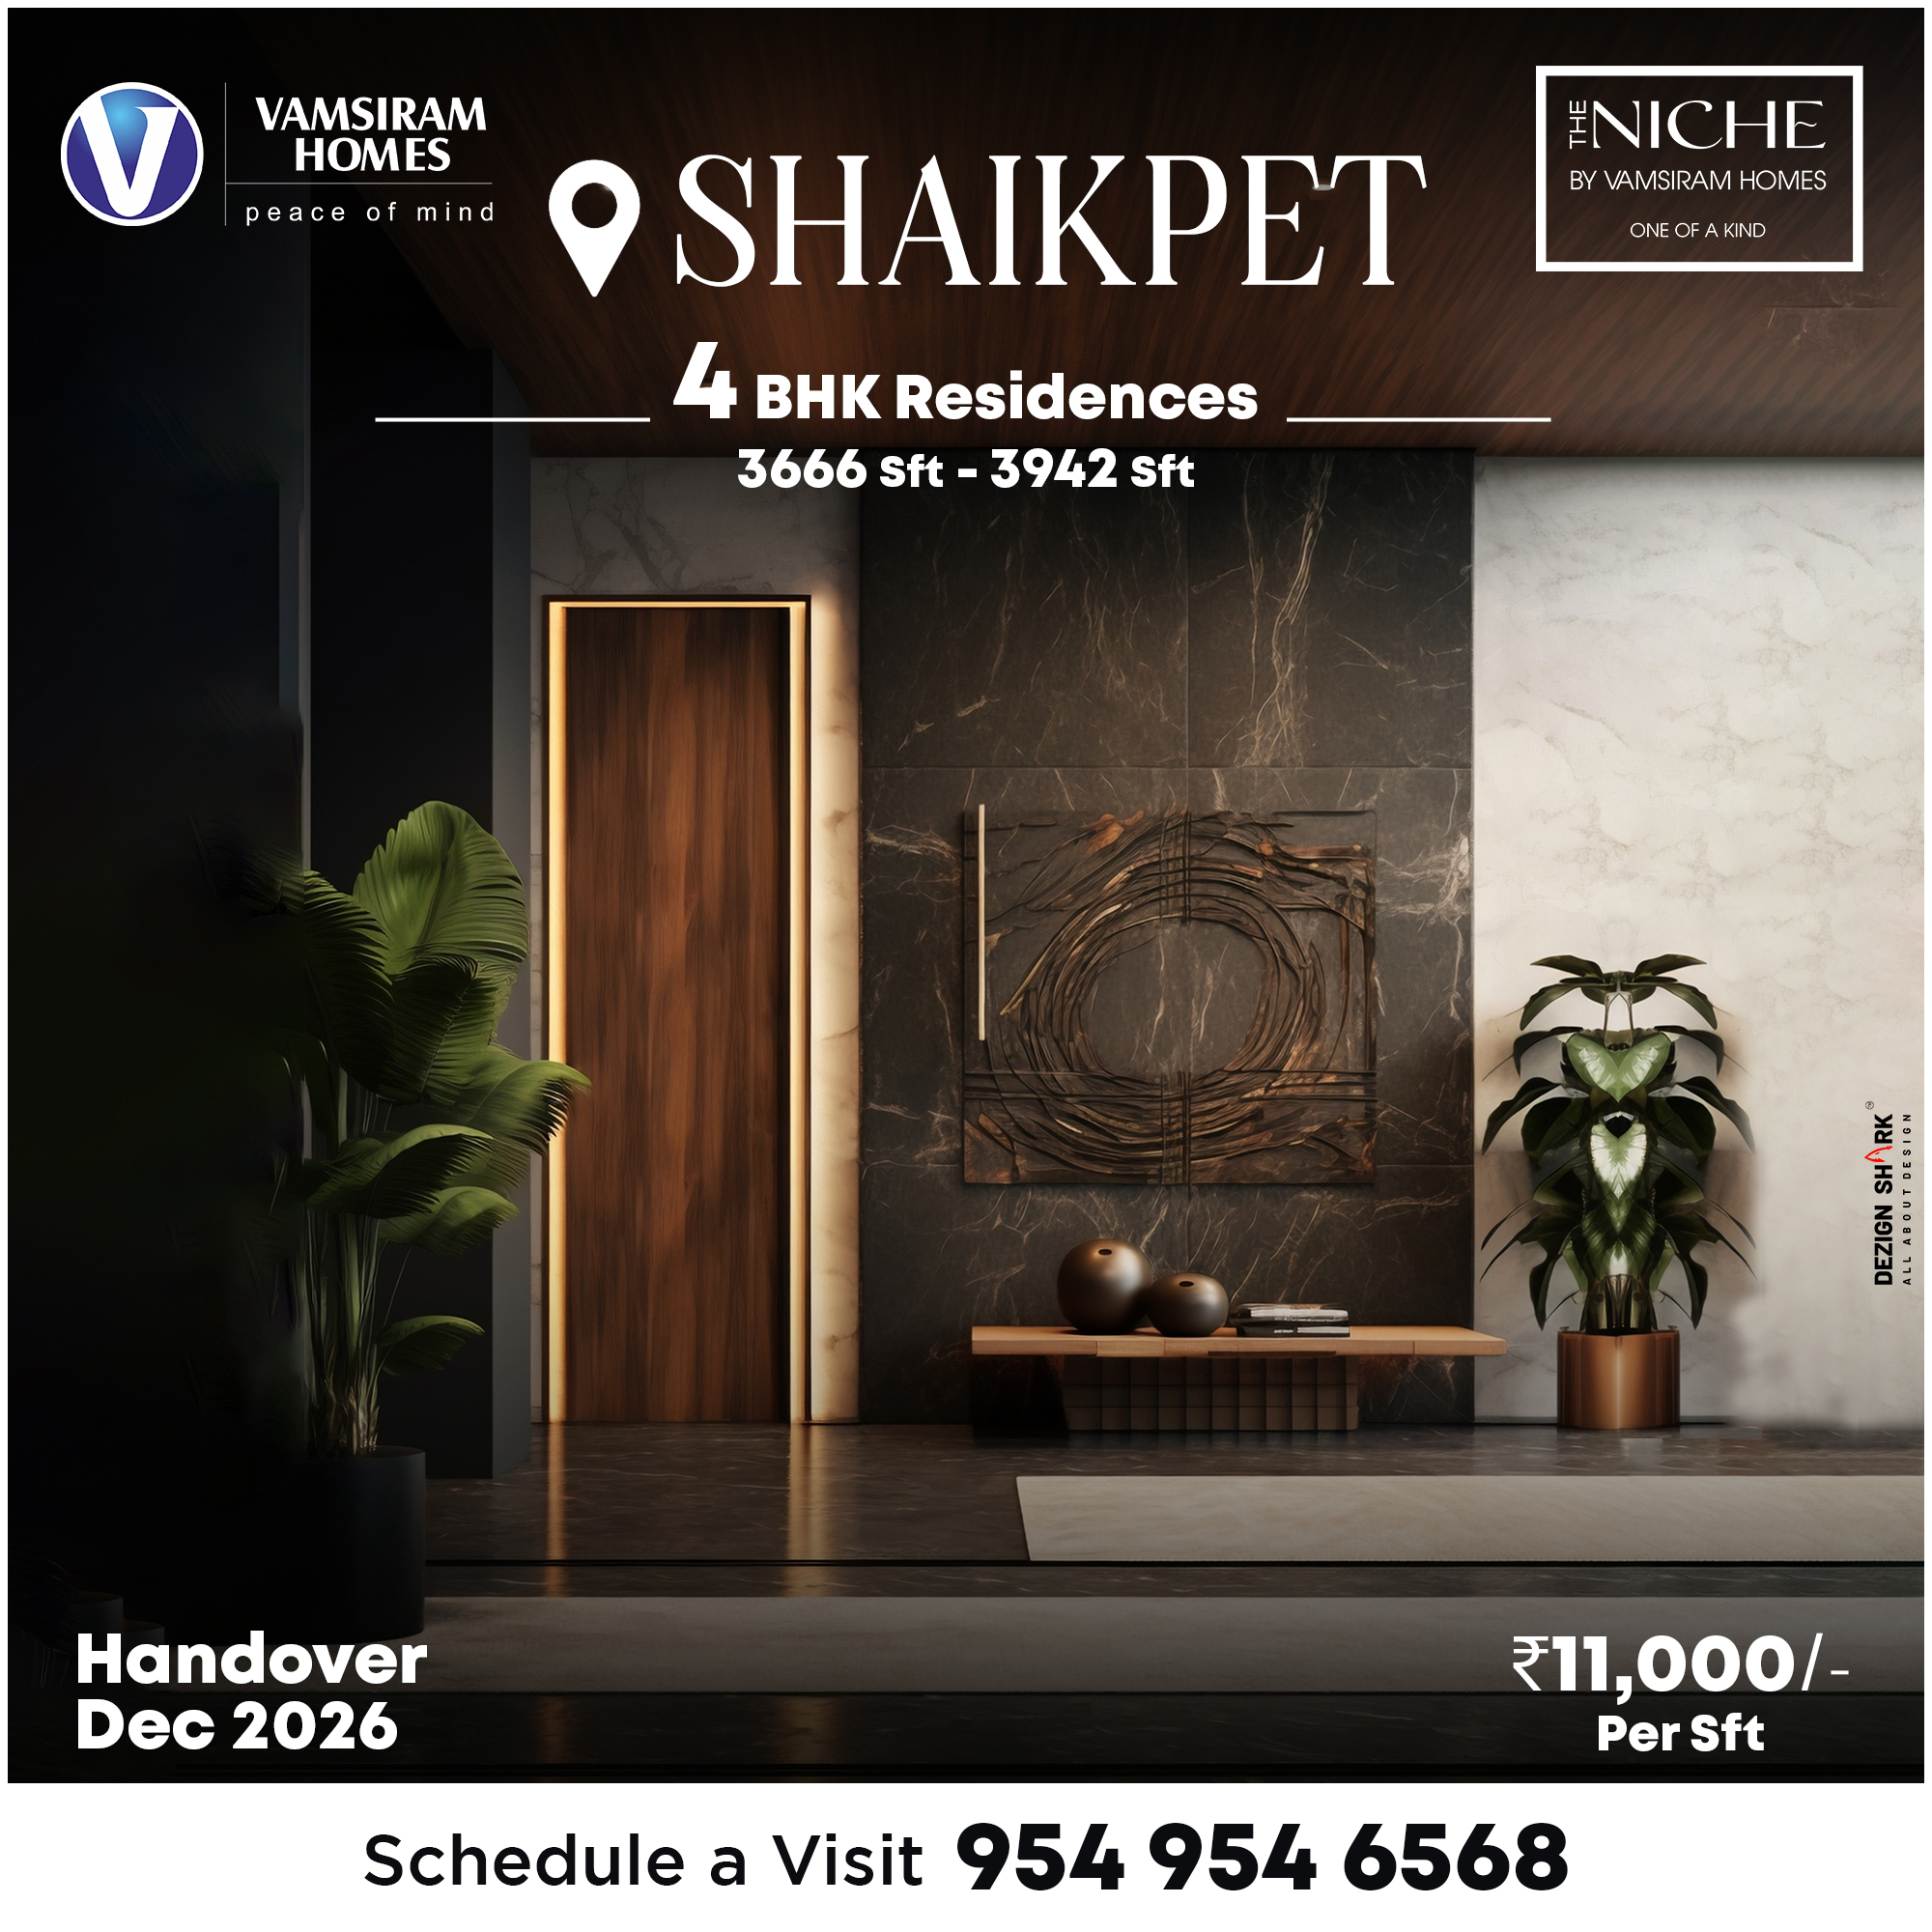 VAMSIRAM
HOMES
peace of mind
SHAIKPET
THE NICHE
BY VAMSIRAM HOMES
ONE OF A KIND
4 BHK Residences
3666 Sft - 3942 Sft
DEZIGN SHARK®
ALL ABOUT DESIGN
Handover
Dec 2026
₹11,000/-
Per Sft
Schedule a Visit 954 954 6568